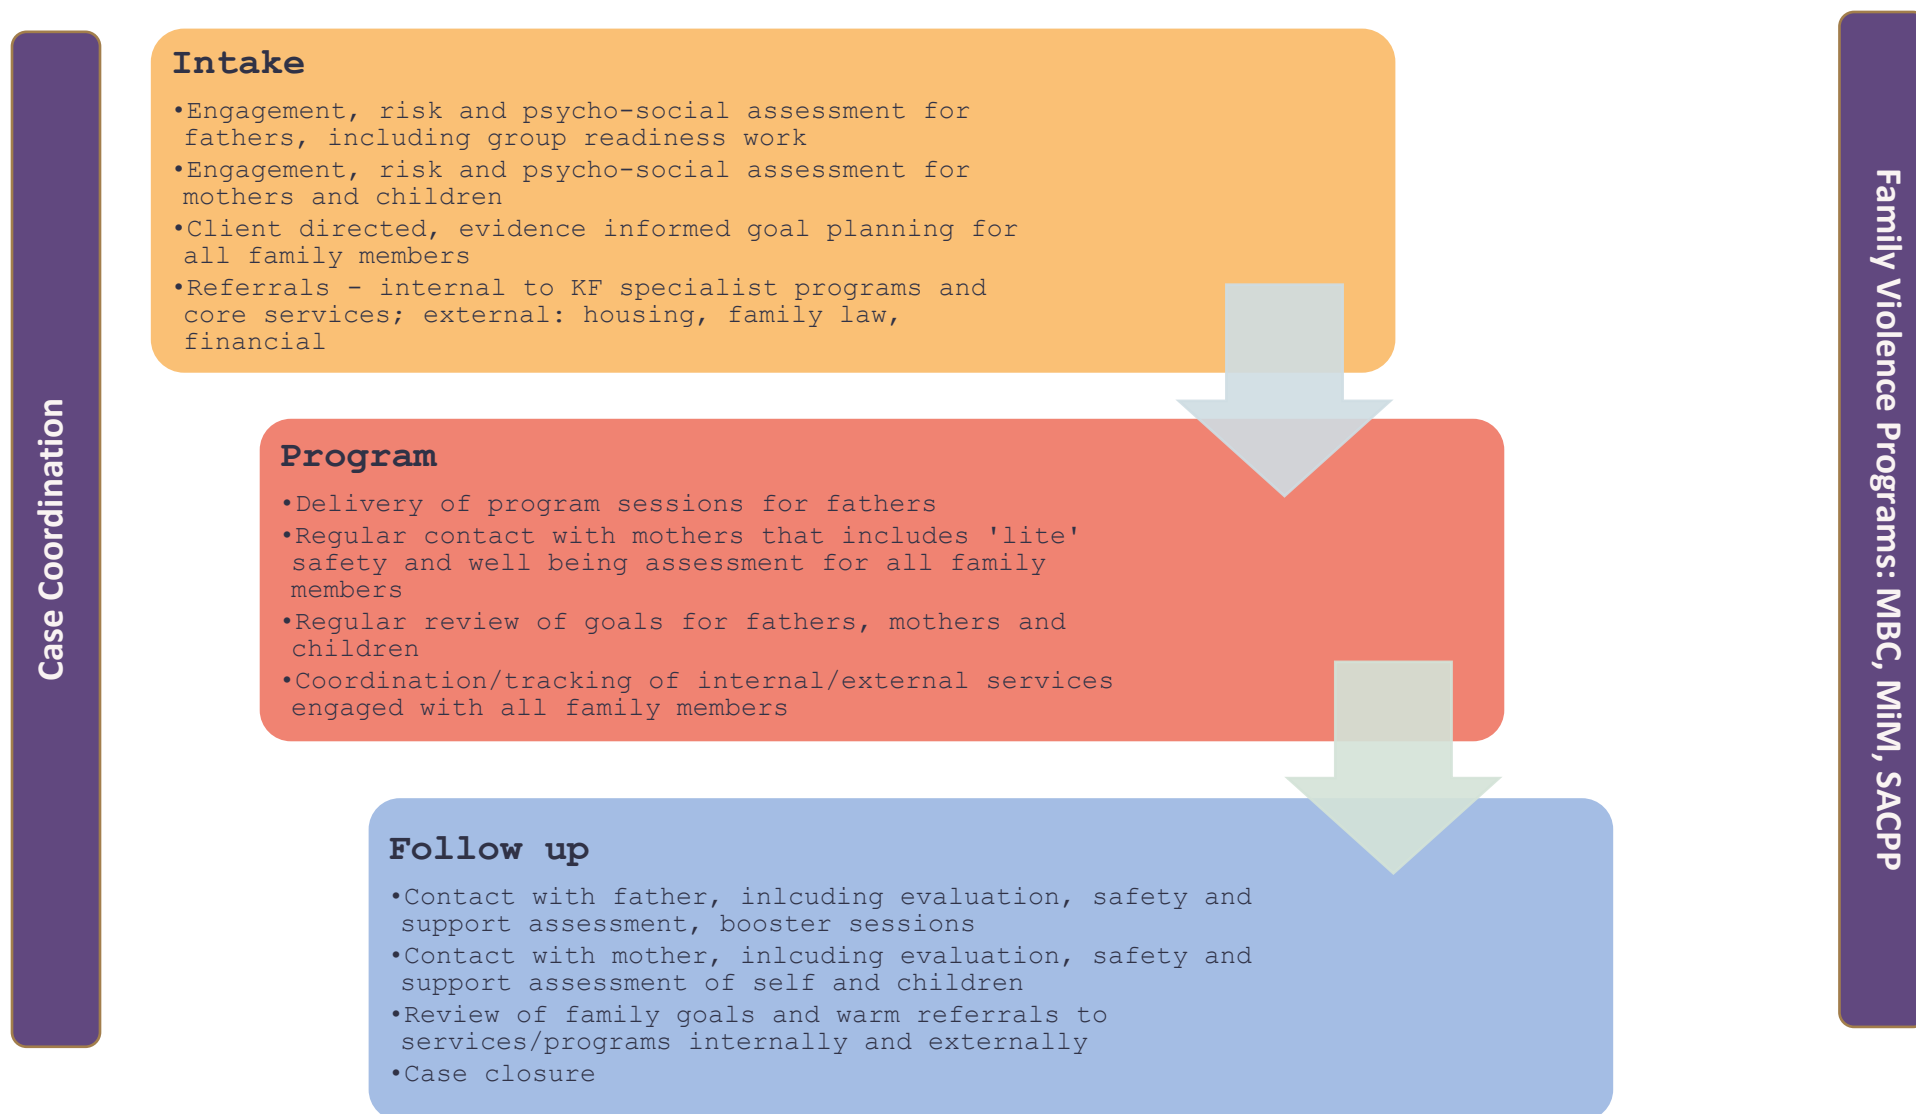 Case Coordination
Intake
•Engagement, risk and psycho-social assessment for
fathers, including group readiness work
•Engagement, risk and psycho-social assessment for
mothers and children
•Client directed, evidence informed goal planning for
all family members
•Referrals - internal to KF specialist programs and
core services; external: housing, family law,
financial
Program
•Delivery of program sessions for fathers
•Regular contact with mothers that includes 'lite'
safety and well being assessment for all family
members
•Regular review of goals for fathers, mothers and
children
•Coordination/tracking of internal/external services
engaged with all family members
Follow up
•Contact with father, inlcuding evaluation, safety and
support assessment, booster sessions
•Contact with mother, inlcuding evaluation, safety and
support assessment of self and children
•Review of family goals and warm referrals to
services/programs internally and externally
•Case closure
Family Violence Programs: MBC, MiM, SACPP